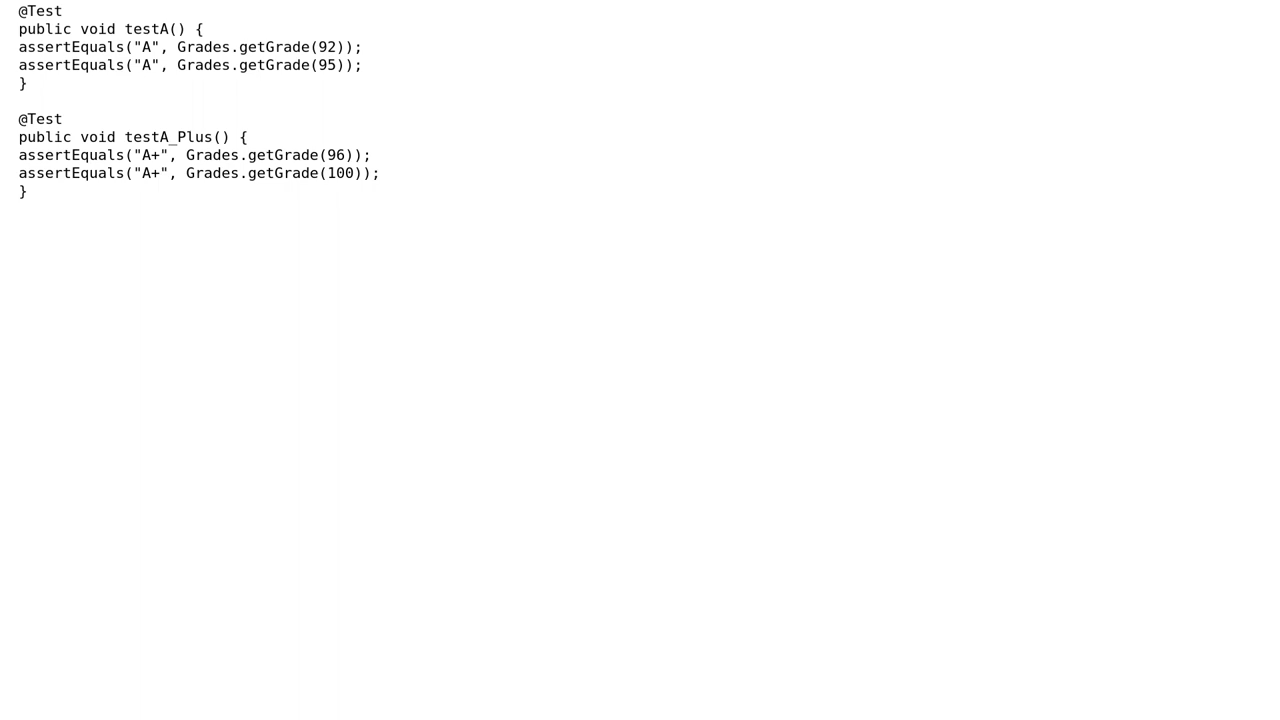 @Test
public void testA() {
assertEquals("A", Grades.getGrade(92));
assertEquals("A", Grades.getGrade(95));
}

@Test
public void testA_Plus() {
assertEquals("A+", Grades.getGrade(96));
assertEquals("A+", Grades.getGrade(100));
}